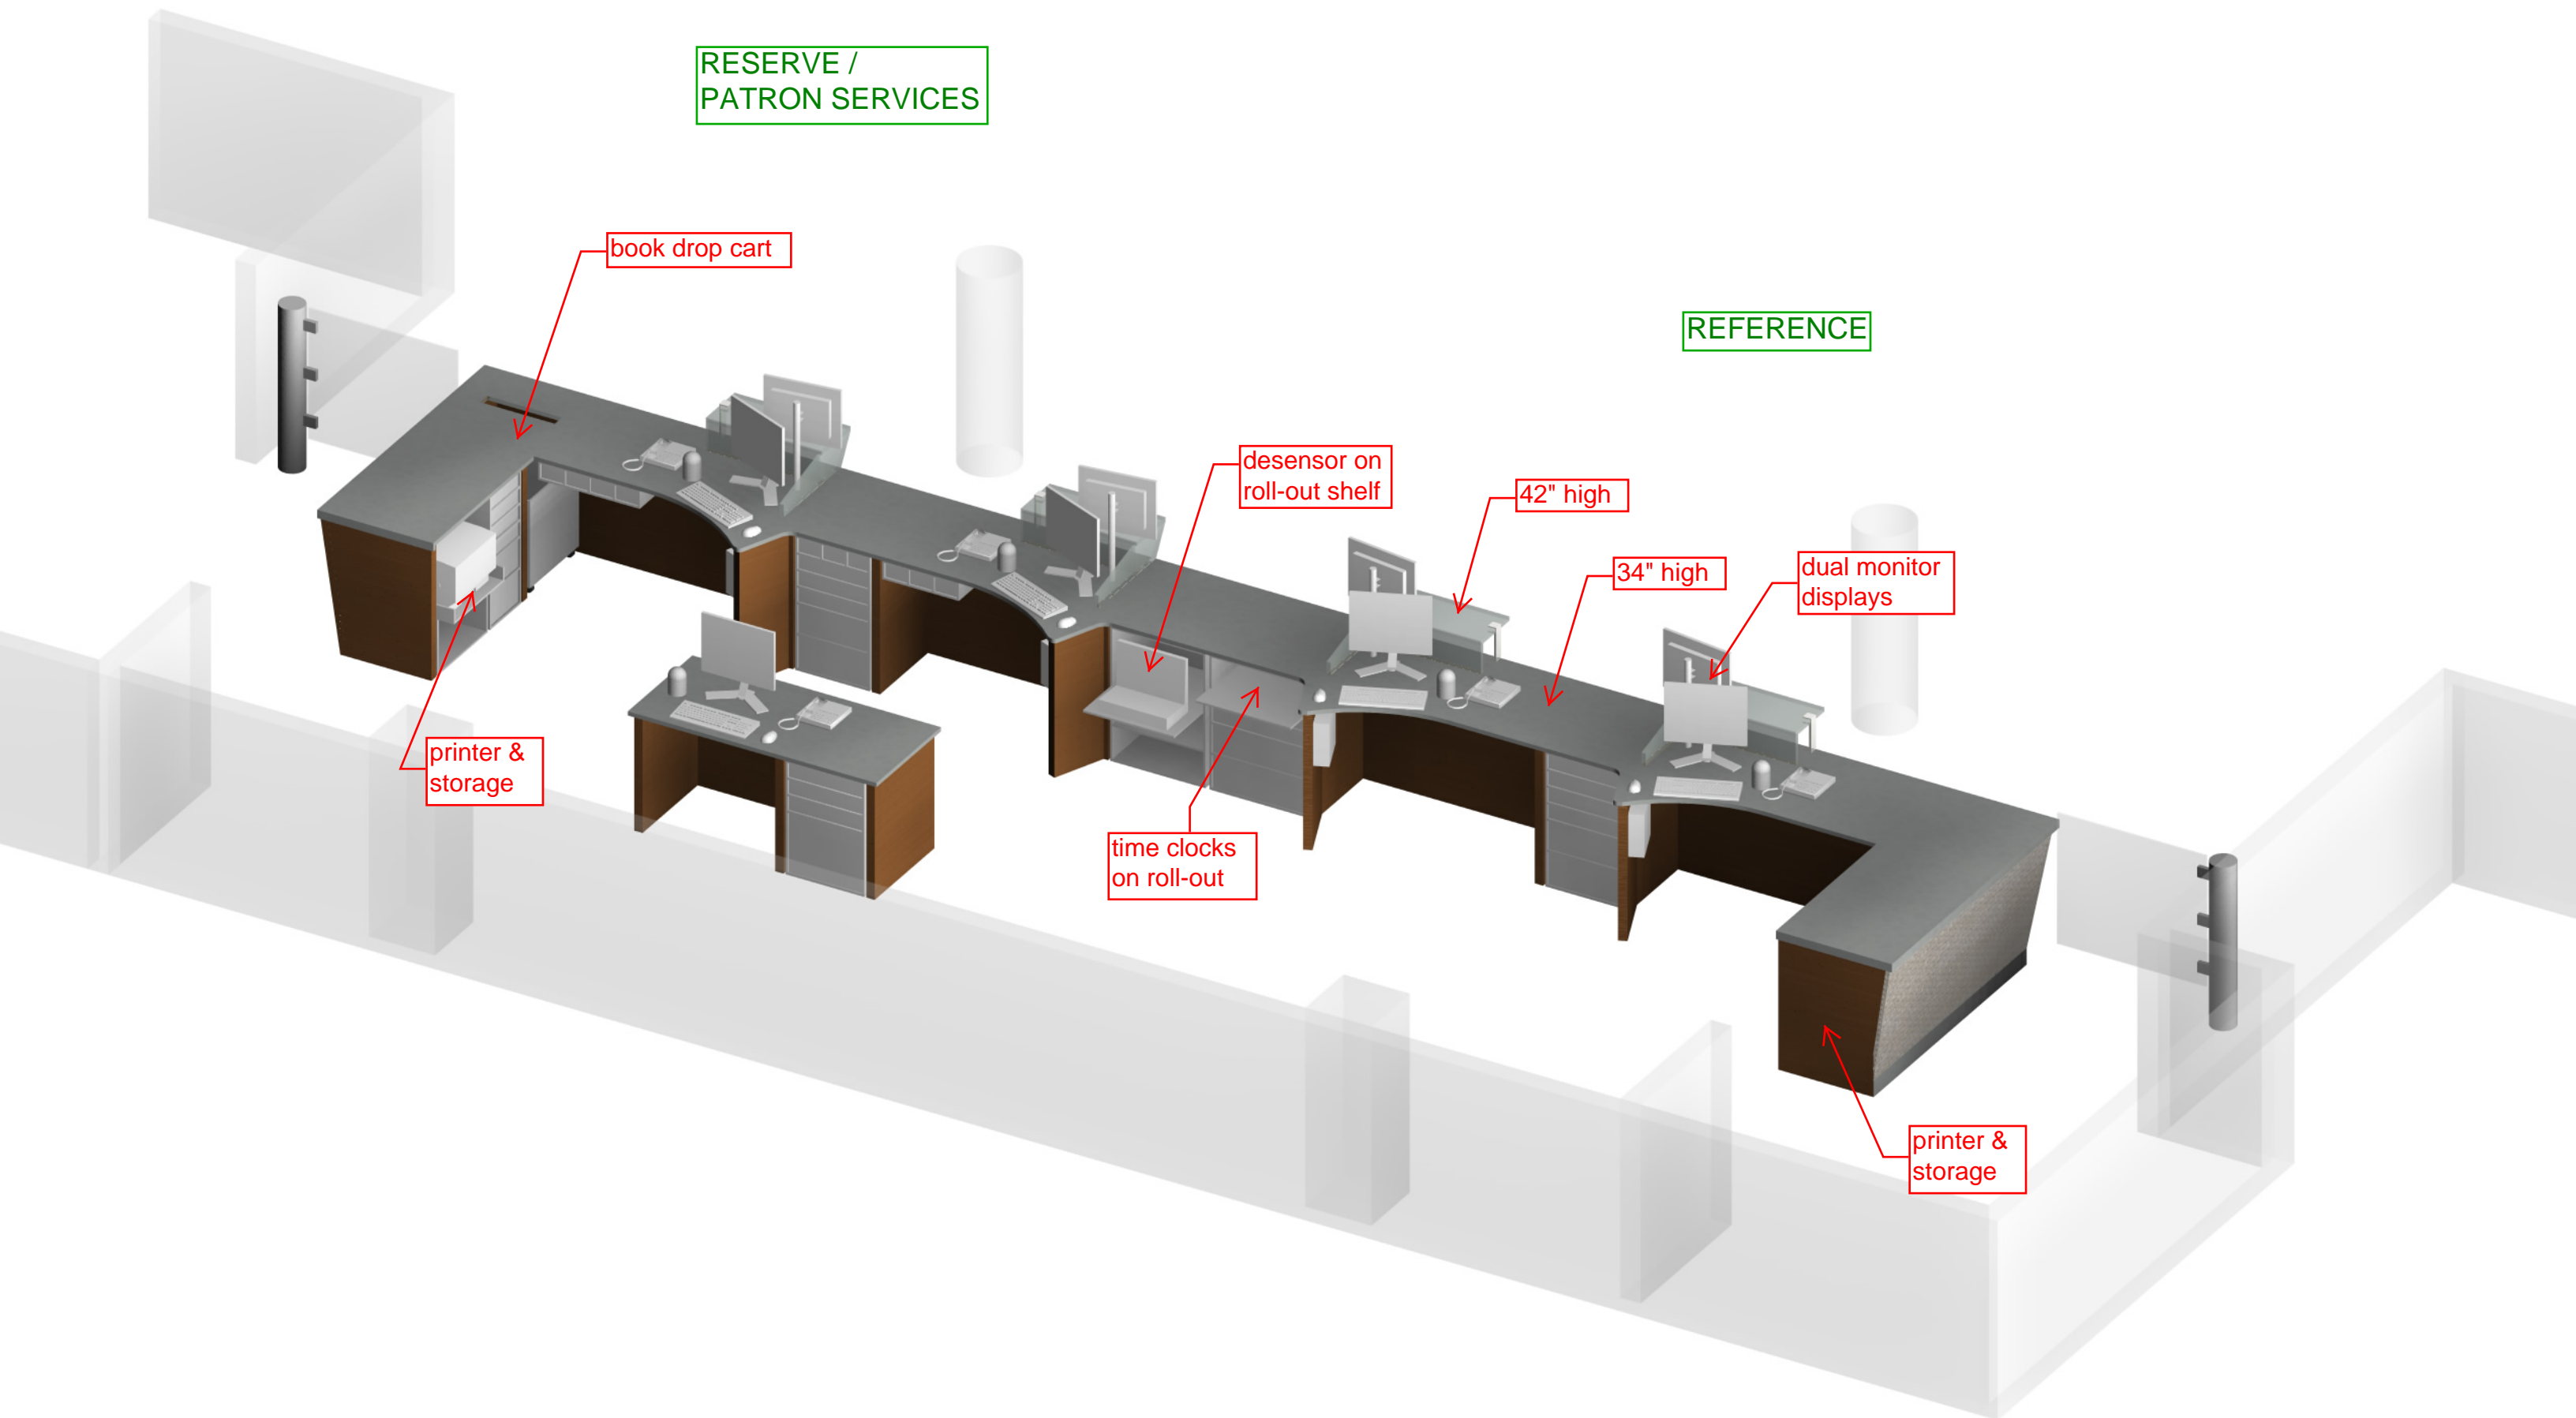 RESERVE /
PATRON SERVICES
book drop cart
REFERENCE
desensor on
roll-out shelf
42" high
34" high
dual monitor
displays
printer &
storage
time clocks
on roll-out
printer &
storage